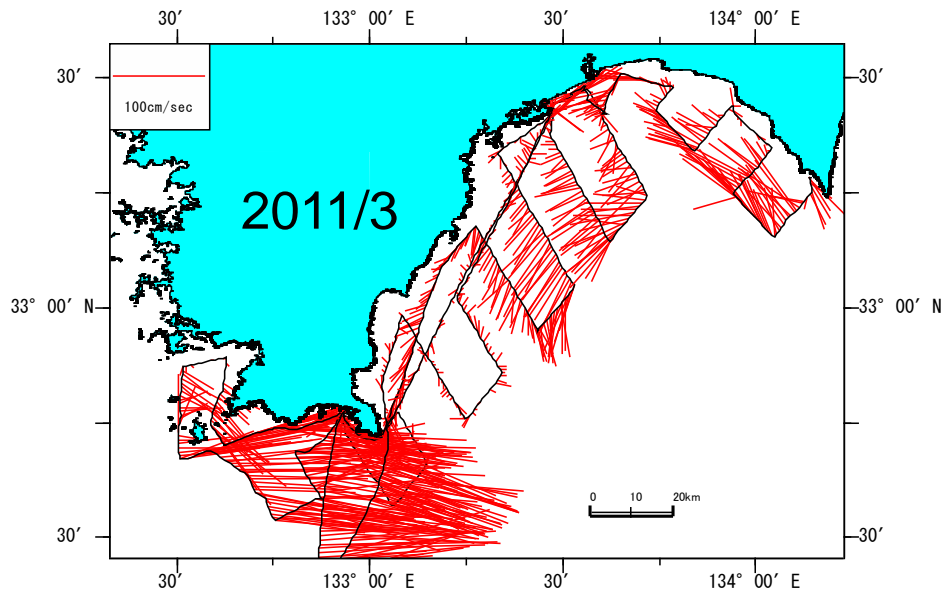 30′ 133° 00′ E 30′ 134° 00′ E
30′ 30′
100cm/sec
2011/3
33° 00′ N 33° 00′ N
0 10 20km
30′ 30′
30′ 133° 00′ E 30′ 134° 00′ E